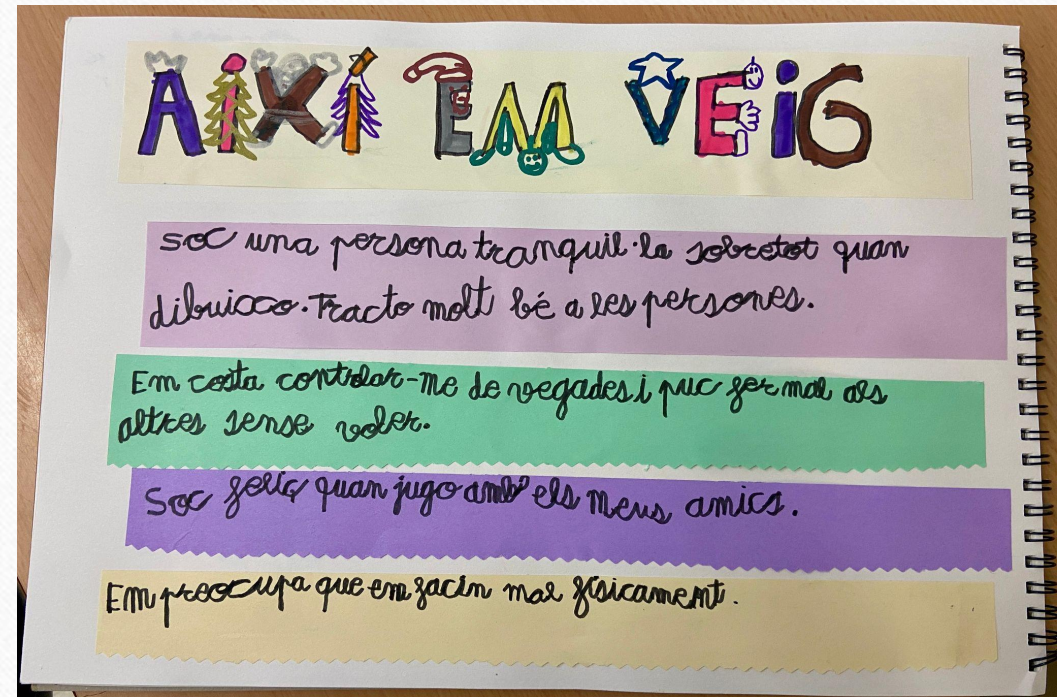 AIXÍ EM VEIG
Soc una persona tranquil·la sobretot quan
dibuixo. Tracto molt bé a les persones.
Em costa controlar-me de vegades i puc fer mal als
altres sense voler.
Soc feliç quan jugo amb els meus amics.
Em preocupa que em facin mal físicament.